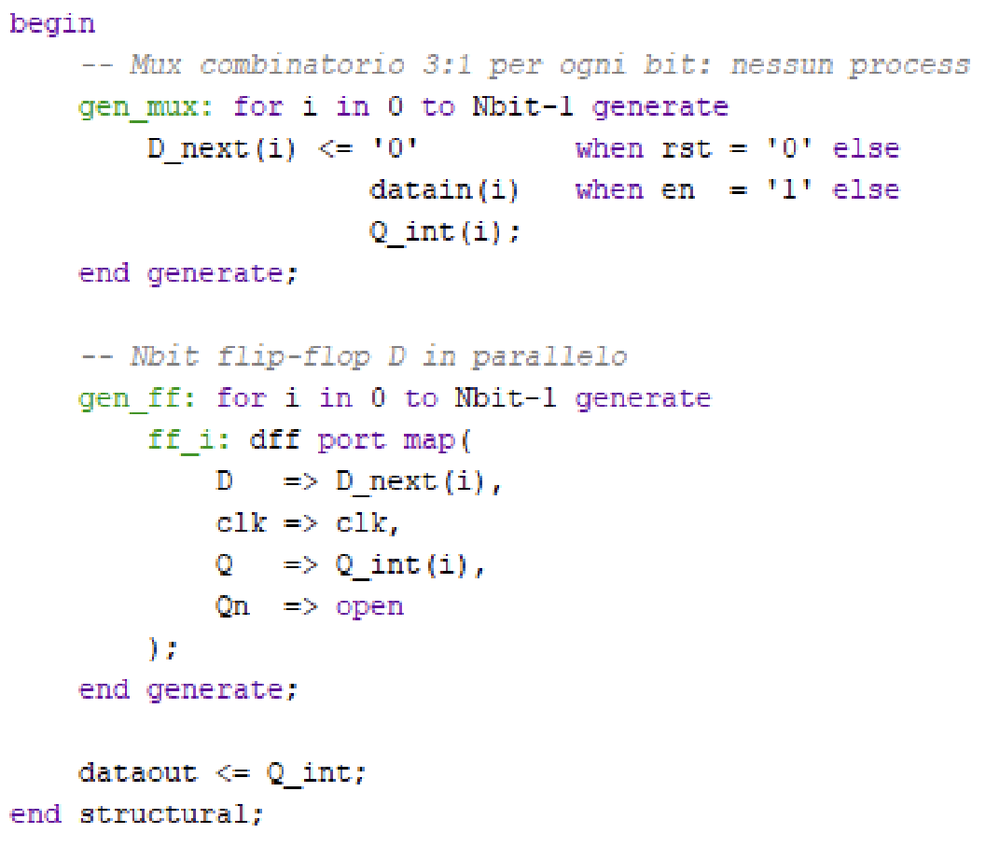 begin
-- Mux combinatorio 3:1 per ogni bit: nessun process
gen_mux: for i in 0 to Nbit-1 generate
D_next(i) <= '0' when rst = '0' else
datain(i) when en = '1' else
Q_int(i);
end generate;
-- Nbit flip-flop D in parallelo
gen_ff: for i in 0 to Nbit-1 generate
ff_i: dff port map(
D => D_next(i),
clk => clk,
Q => Q_int(i),
Qn => open
);
end generate;
dataout <= Q_int;
end structural;